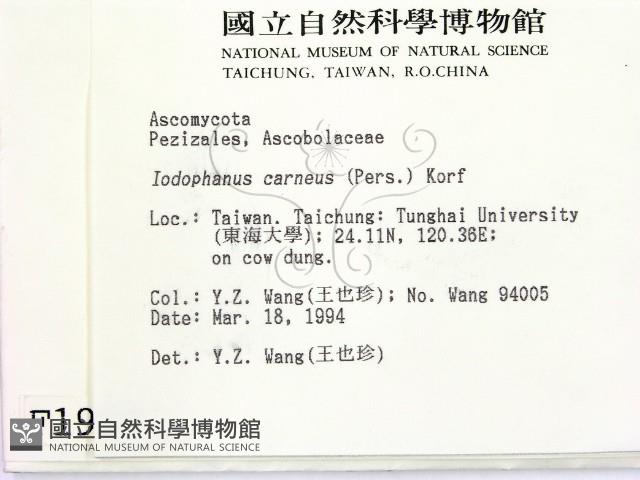 國立自然科學博物館
NATIONAL MUSEUM OF NATURAL SCIENCE
TAICHUNG, TAIWAN, R.O.CHINA
Ascomycota
Pezizales, Ascobolaceae
Iodophanus carneus (Pers.) Korf
Loc.: Taiwan. Taichung: Tunghai University
(東海大學); 24.11N, 120.36E;
on cow dung.
Col.: Y.Z. Wang(王也珍); No. Wang 94005
Date: Mar. 18, 1994
Det.: Y.Z. Wang(王也珍)
F19
國立自然科學博物館
NATIONAL MUSEUM OF NATURAL SCIENCE